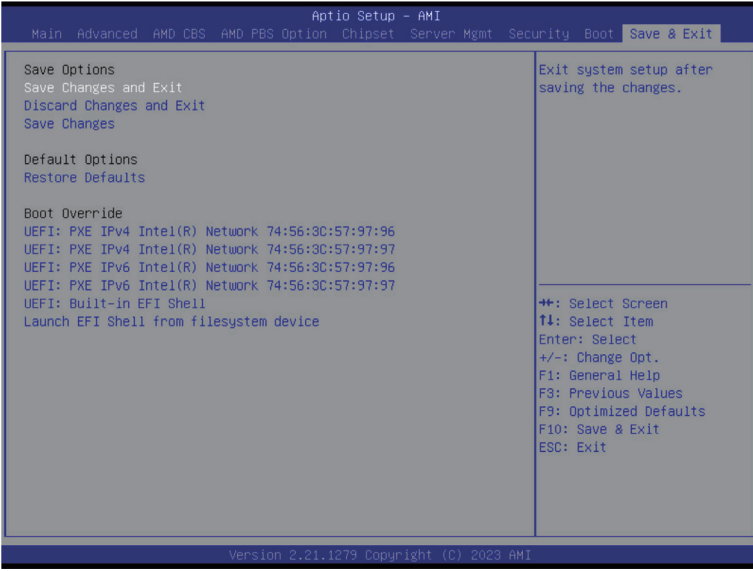 Aptio Setup – AMI
Main Advanced AMD CBS AMD PBS Option Chipset Server Mgmt Security Boot Save & Exit
Save Options
Save Changes and Exit
Discard Changes and Exit
Save Changes
Default Options
Restore Defaults
Boot Override
UEFI: PXE IPv4 Intel(R) Network 74:56:3C:57:97:96
UEFI: PXE IPv4 Intel(R) Network 74:56:3C:57:97:97
UEFI: PXE IPv6 Intel(R) Network 74:56:3C:57:97:96
UEFI: PXE IPv6 Intel(R) Network 74:56:3C:57:97:97
UEFI: Built-in EFI Shell
Launch EFI Shell from filesystem device
Exit system setup after
saving the changes.
→←: Select Screen
↑↓: Select Item
Enter: Select
+/-: Change Opt.
F1: General Help
F3: Previous Values
F9: Optimized Defaults
F10: Save & Exit
ESC: Exit
Version 2.21.1279 Copyright (C) 2023 AMI